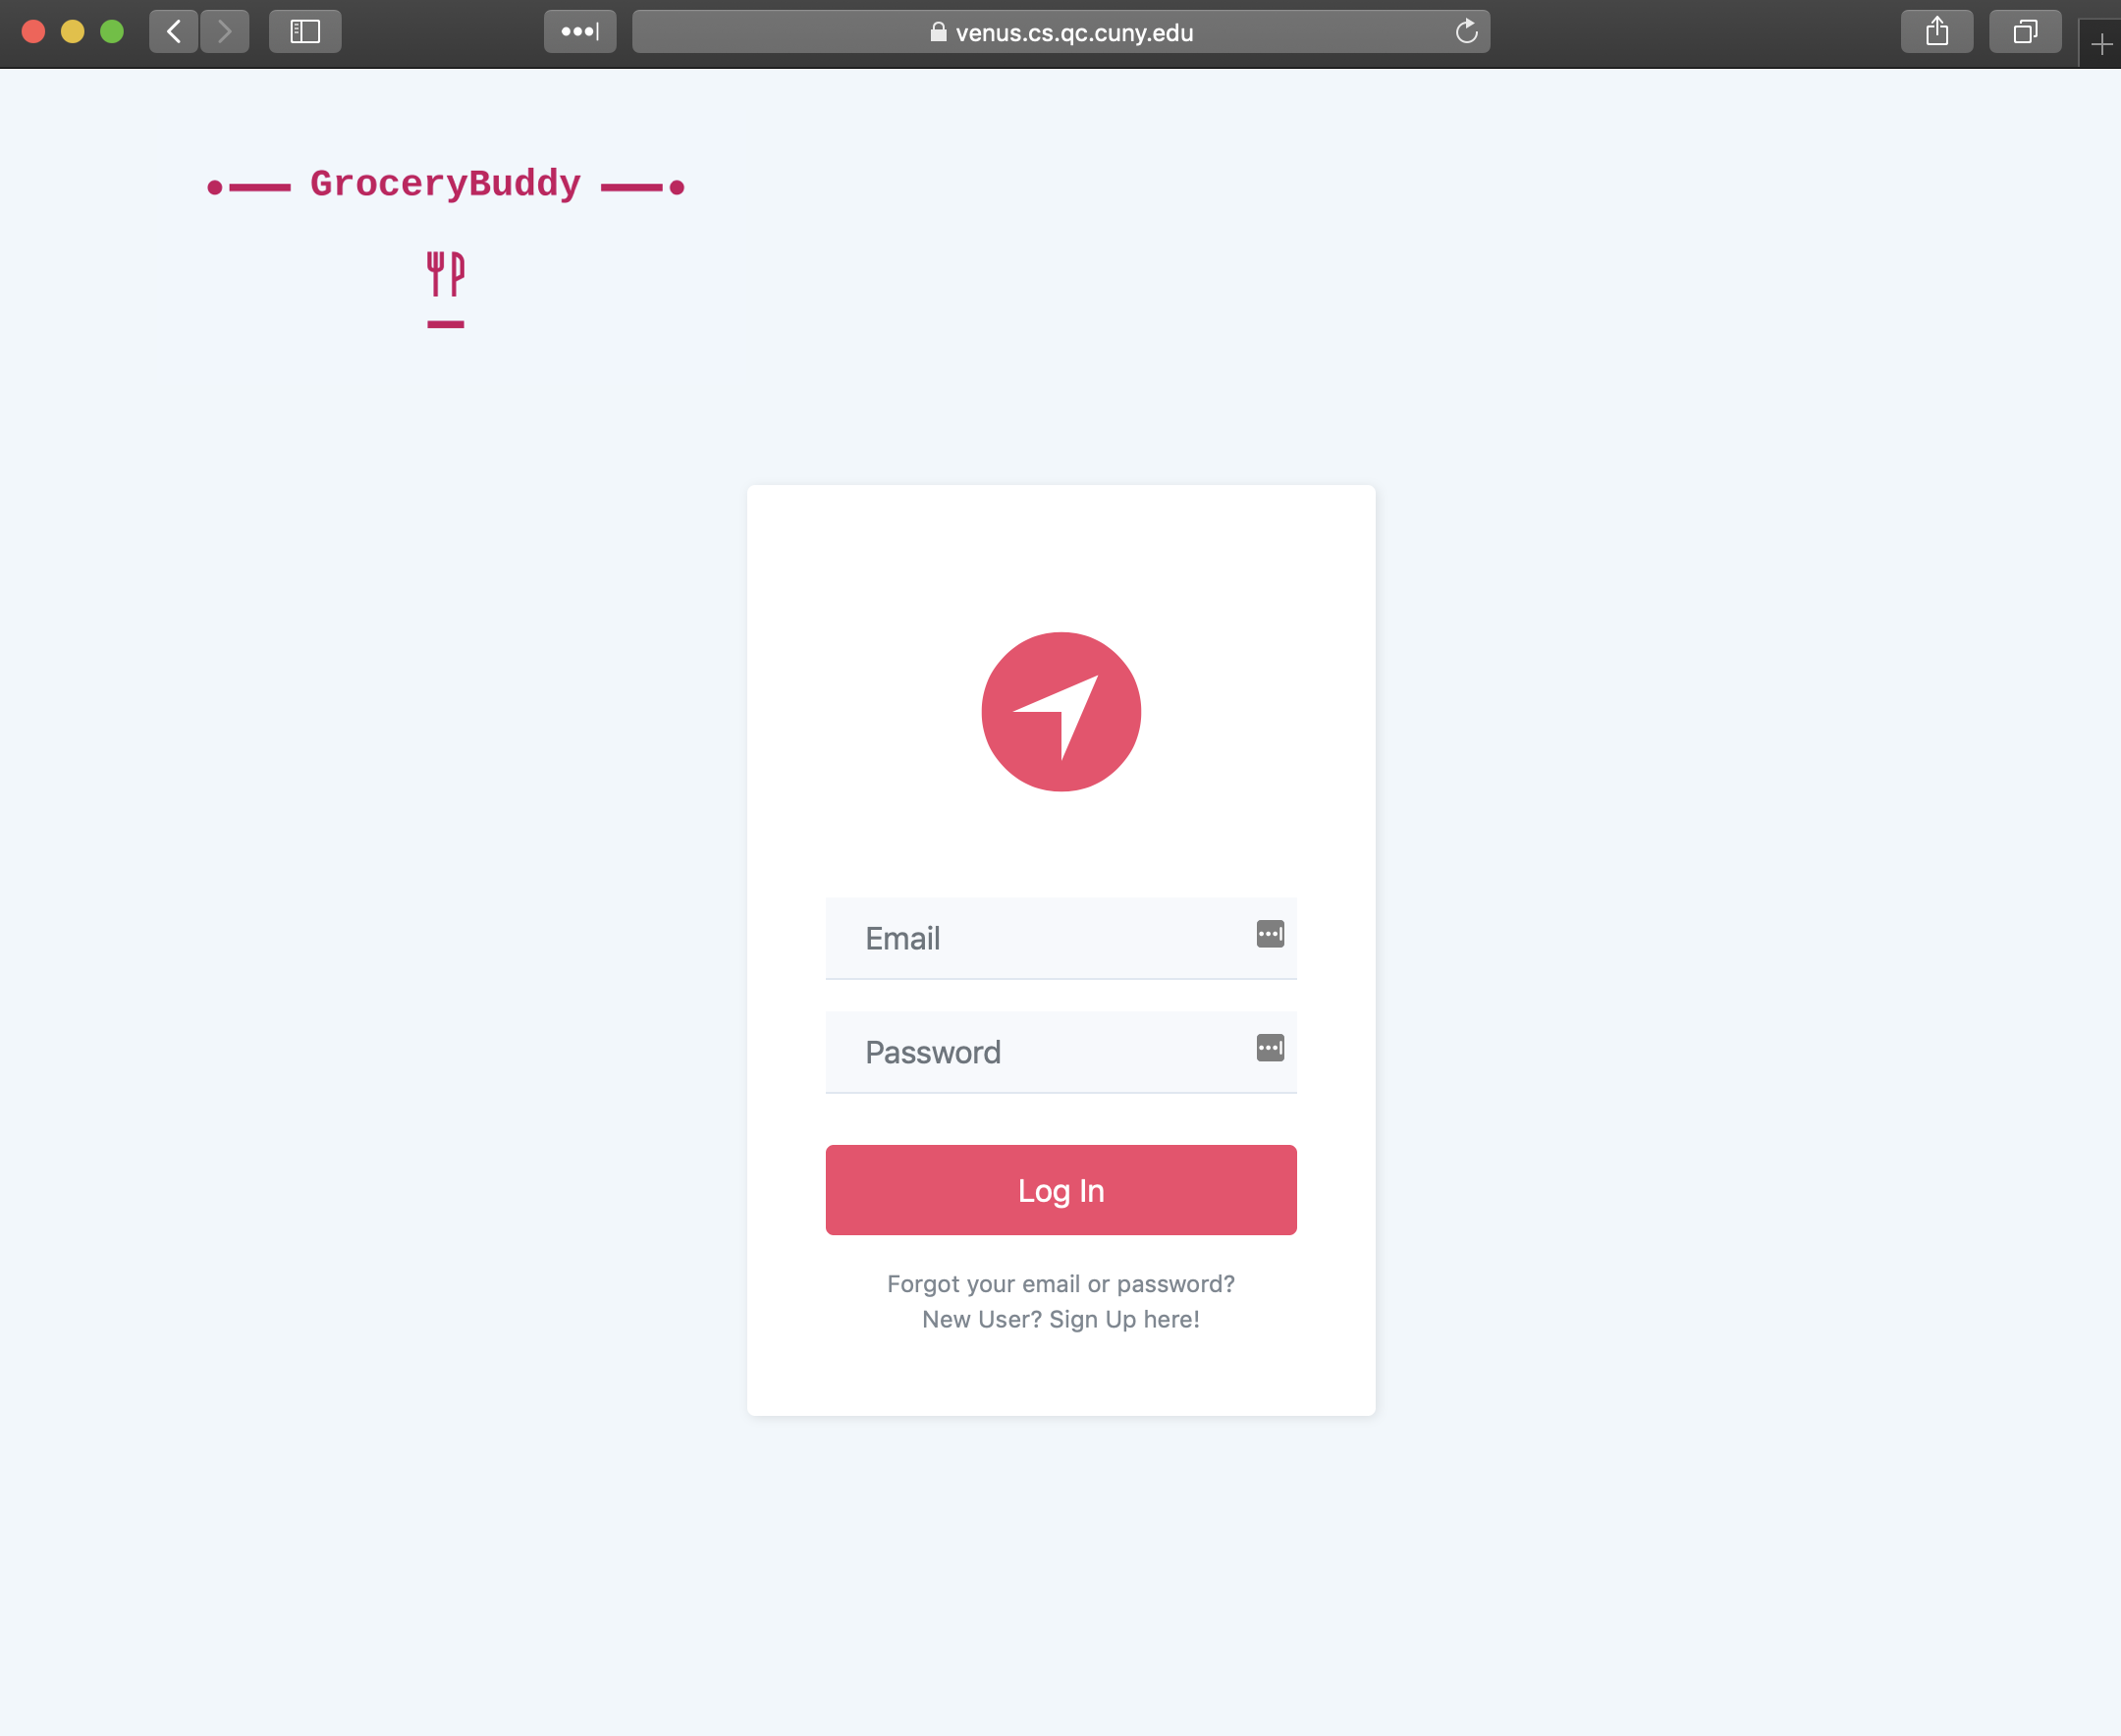 venus.cs.qc.cuny.edu
GroceryBuddy
Email
Password
Log In
Forgot your email or password?
New User? Sign Up here!